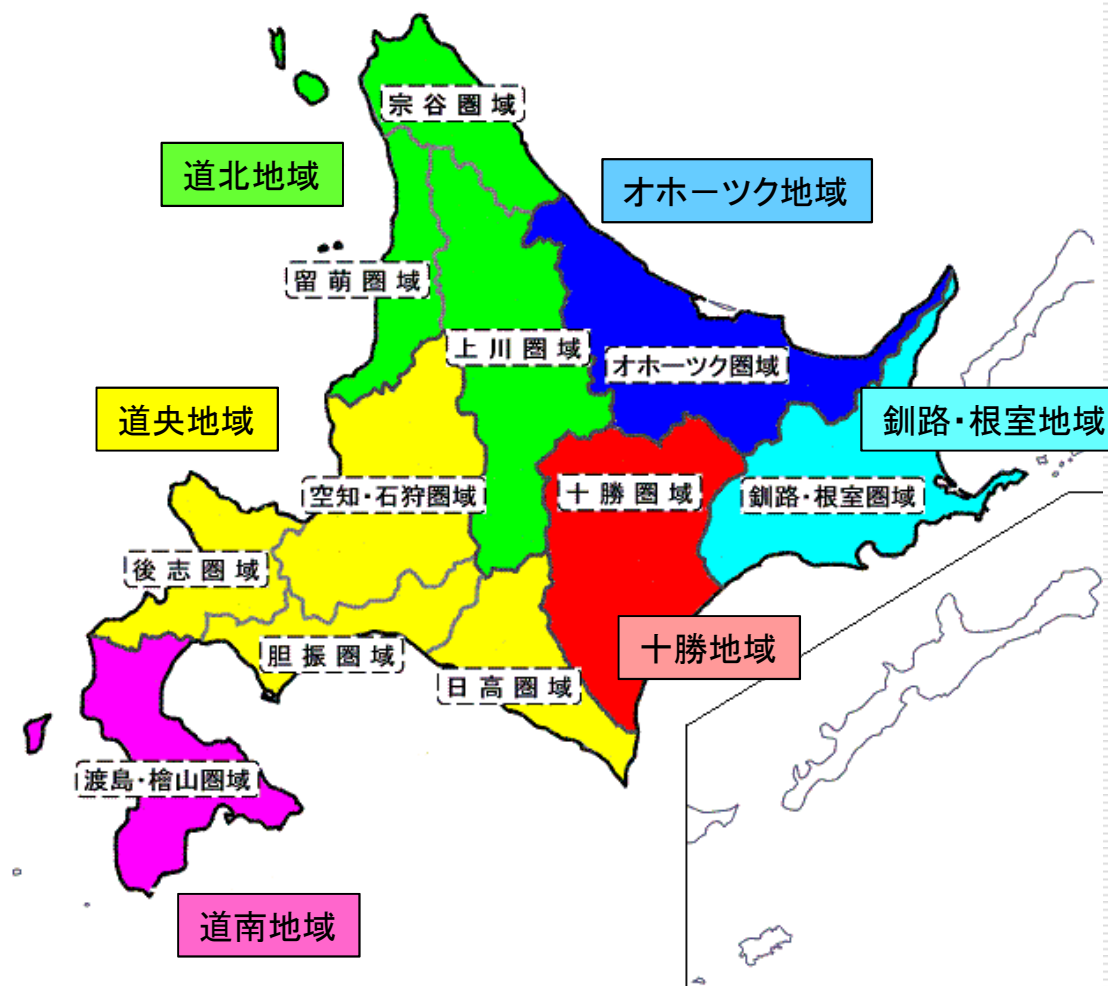 宗谷圏域
道北地域
オホーツク地域
留萌圏域
上川圏域
オホーツク圏域
道央地域
釧路・根室地域
空知・石狩圏域
十勝圏域
釧路・根室圏域
後志圏域
胆振圏域
十勝地域
日高圏域
渡島・檜山圏域
道南地域